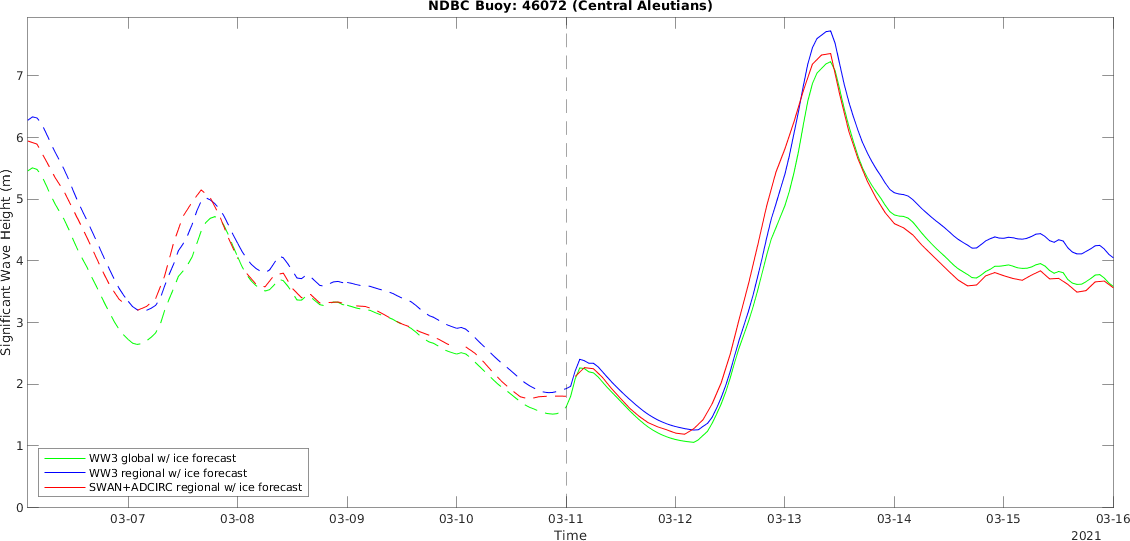 NDBC Buoy: 46072 (Central Aleutians)
Significant Wave Height (m)
7
6
5
4
3
2
1
0
WW3 global w/ ice forecast
WW3 regional w/ ice forecast
SWAN+ADCIRC regional w/ ice forecast
03-07 03-08 03-09 03-10 03-11 03-12 03-13 03-14 03-15 03-16
Time
2021